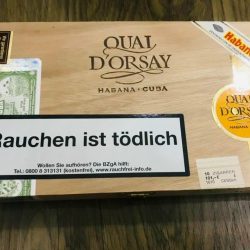 QUAI
D'ORSAY
HABANA · CUBA
Habanos
QUAI
D'ORSAY
HABANA
Rauchen ist tödlich
Wollen Sie aufhören? Die BZgA hilft:
Tel.: 0800 8 313131 (kostenfrei), www.rauchfrei-info.de